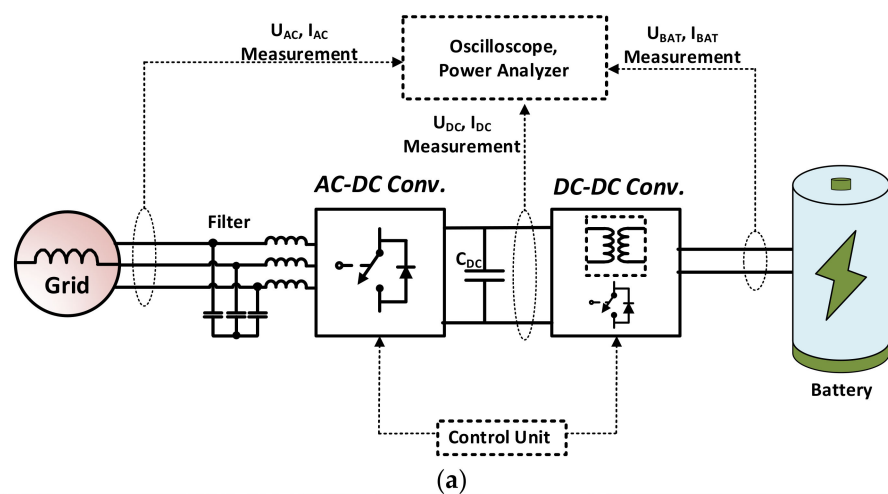 U_AC, I_AC
Measurement
Oscilloscope,
Power Analyzer
U_BAT, I_BAT
Measurement
U_DC, I_DC
Measurement
AC-DC Conv.
DC-DC Conv.
Filter
Grid
C_DC
Battery
Control Unit
(a)